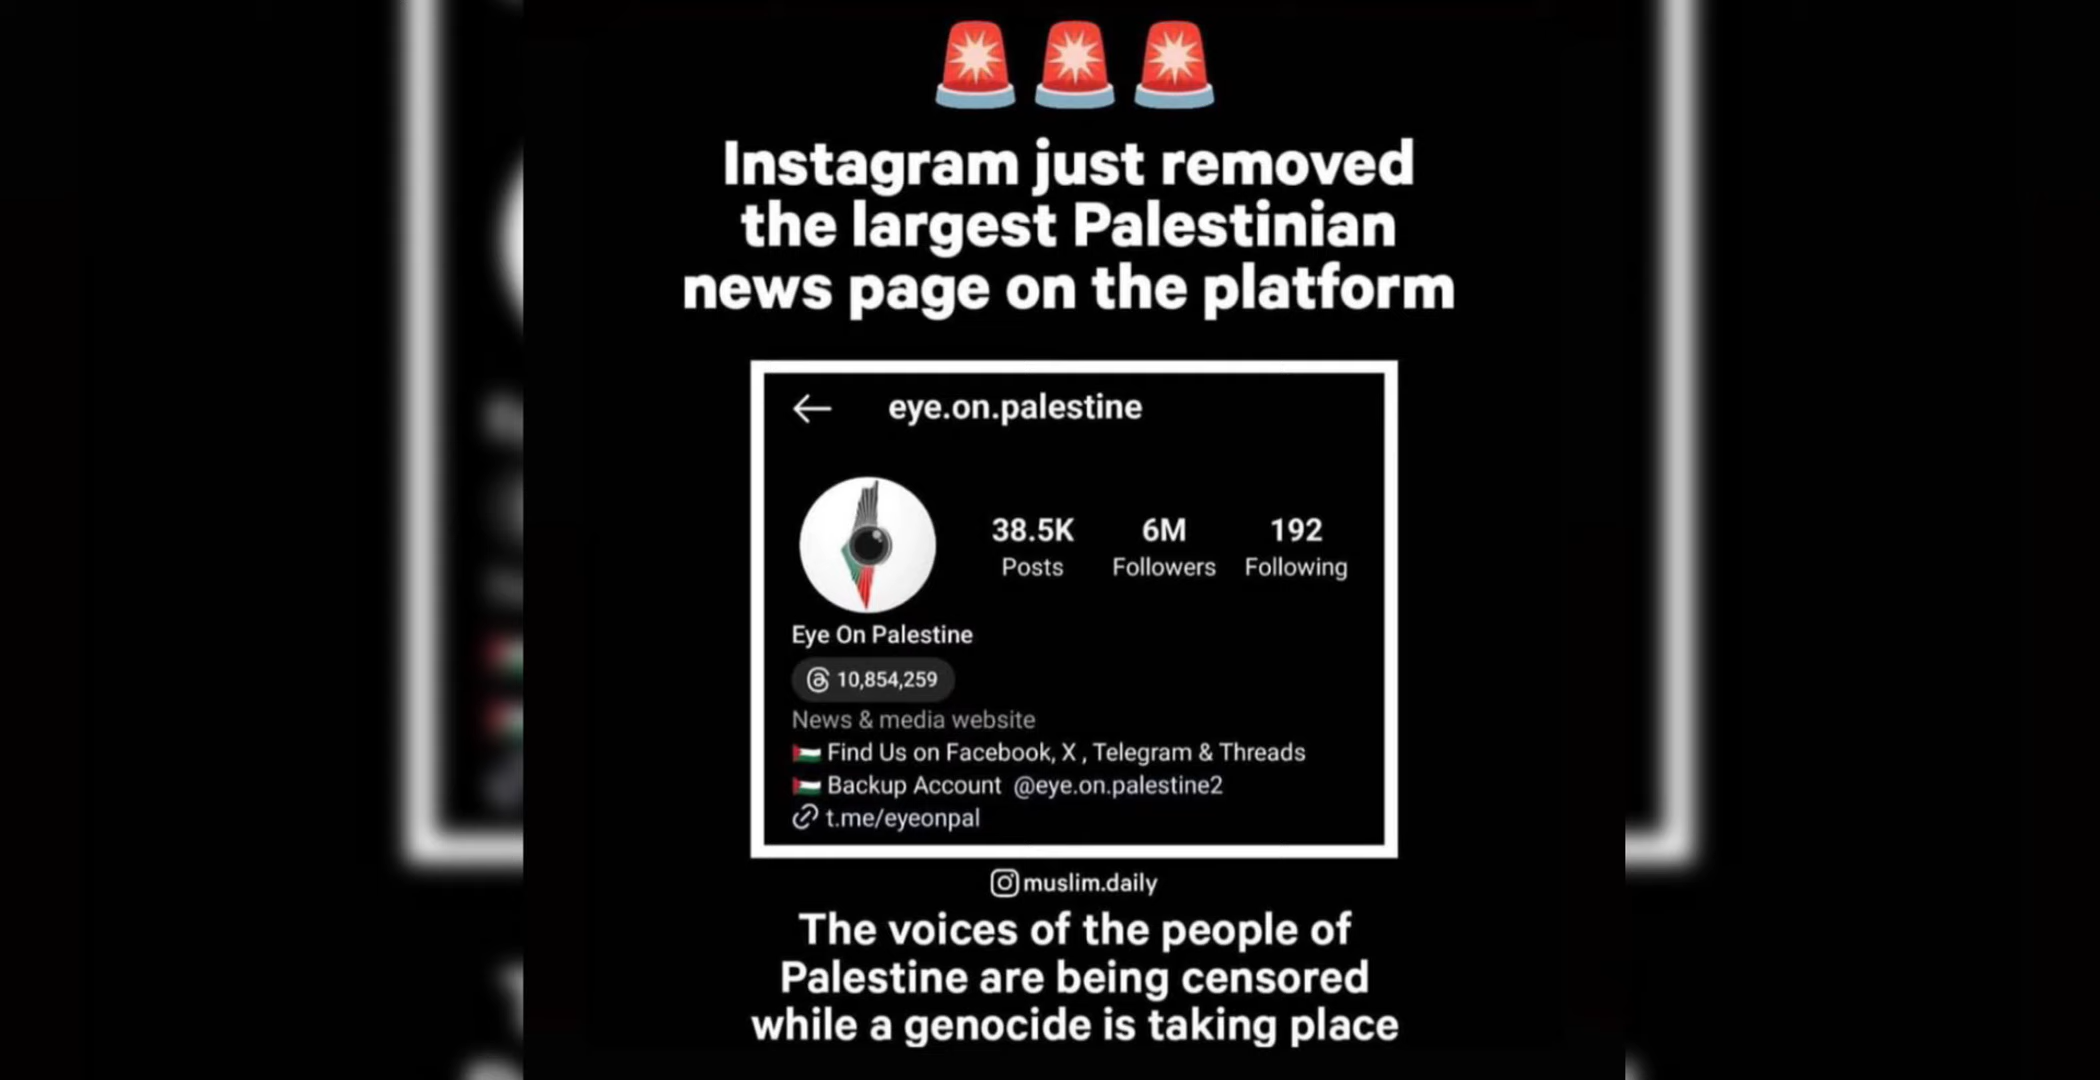 Instagram just removed
the largest Palestinian
news page on the platform
eye.on.palestine
38.5K 6M 192
Posts Followers Following
Eye On Palestine
10,854,259
News & media website
Find Us on Facebook, X , Telegram & Threads
Backup Account @eye.on.palestine2
t.me/eyeonpal
muslim.daily
The voices of the people of
Palestine are being censored
while a genocide is taking place